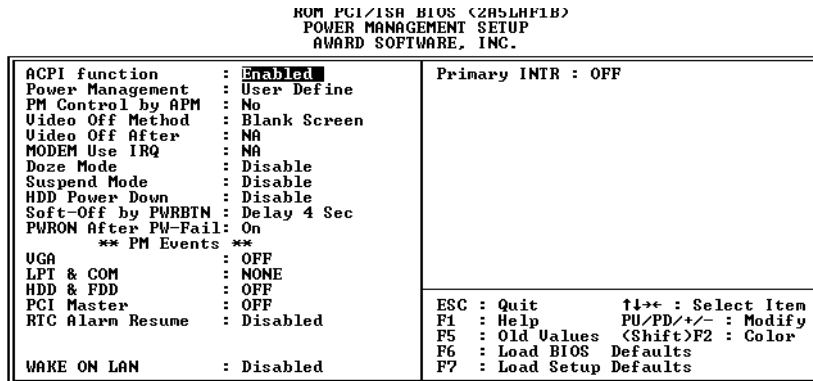 ROM PCI/ISA BIOS (2A5LHF1B)
POWER MANAGEMENT SETUP
AWARD SOFTWARE, INC.
ACPI function : Enabled
Power Management : User Define
PM Control by APM : No
Video Off Method : Blank Screen
Video Off After : NA
MODEM Use IRQ : NA
Doze Mode : Disable
Suspend Mode : Disable
HDD Power Down : Disable
Soft-Off by PWRBTN : Delay 4 Sec
PWRON After PW-Fail: On
** PM Events **
VGA : OFF
LPT & COM : NONE
HDD & FDD : OFF
PCI Master : OFF
RTC Alarm Resume : Disabled
WAKE ON LAN : Disabled
Primary INTR : OFF
ESC : Quit ↑↓→← : Select Item
F1 : Help PU/PD/+/- : Modify
F5 : Old Values (Shift)F2 : Color
F6 : Load BIOS Defaults
F7 : Load Setup Defaults